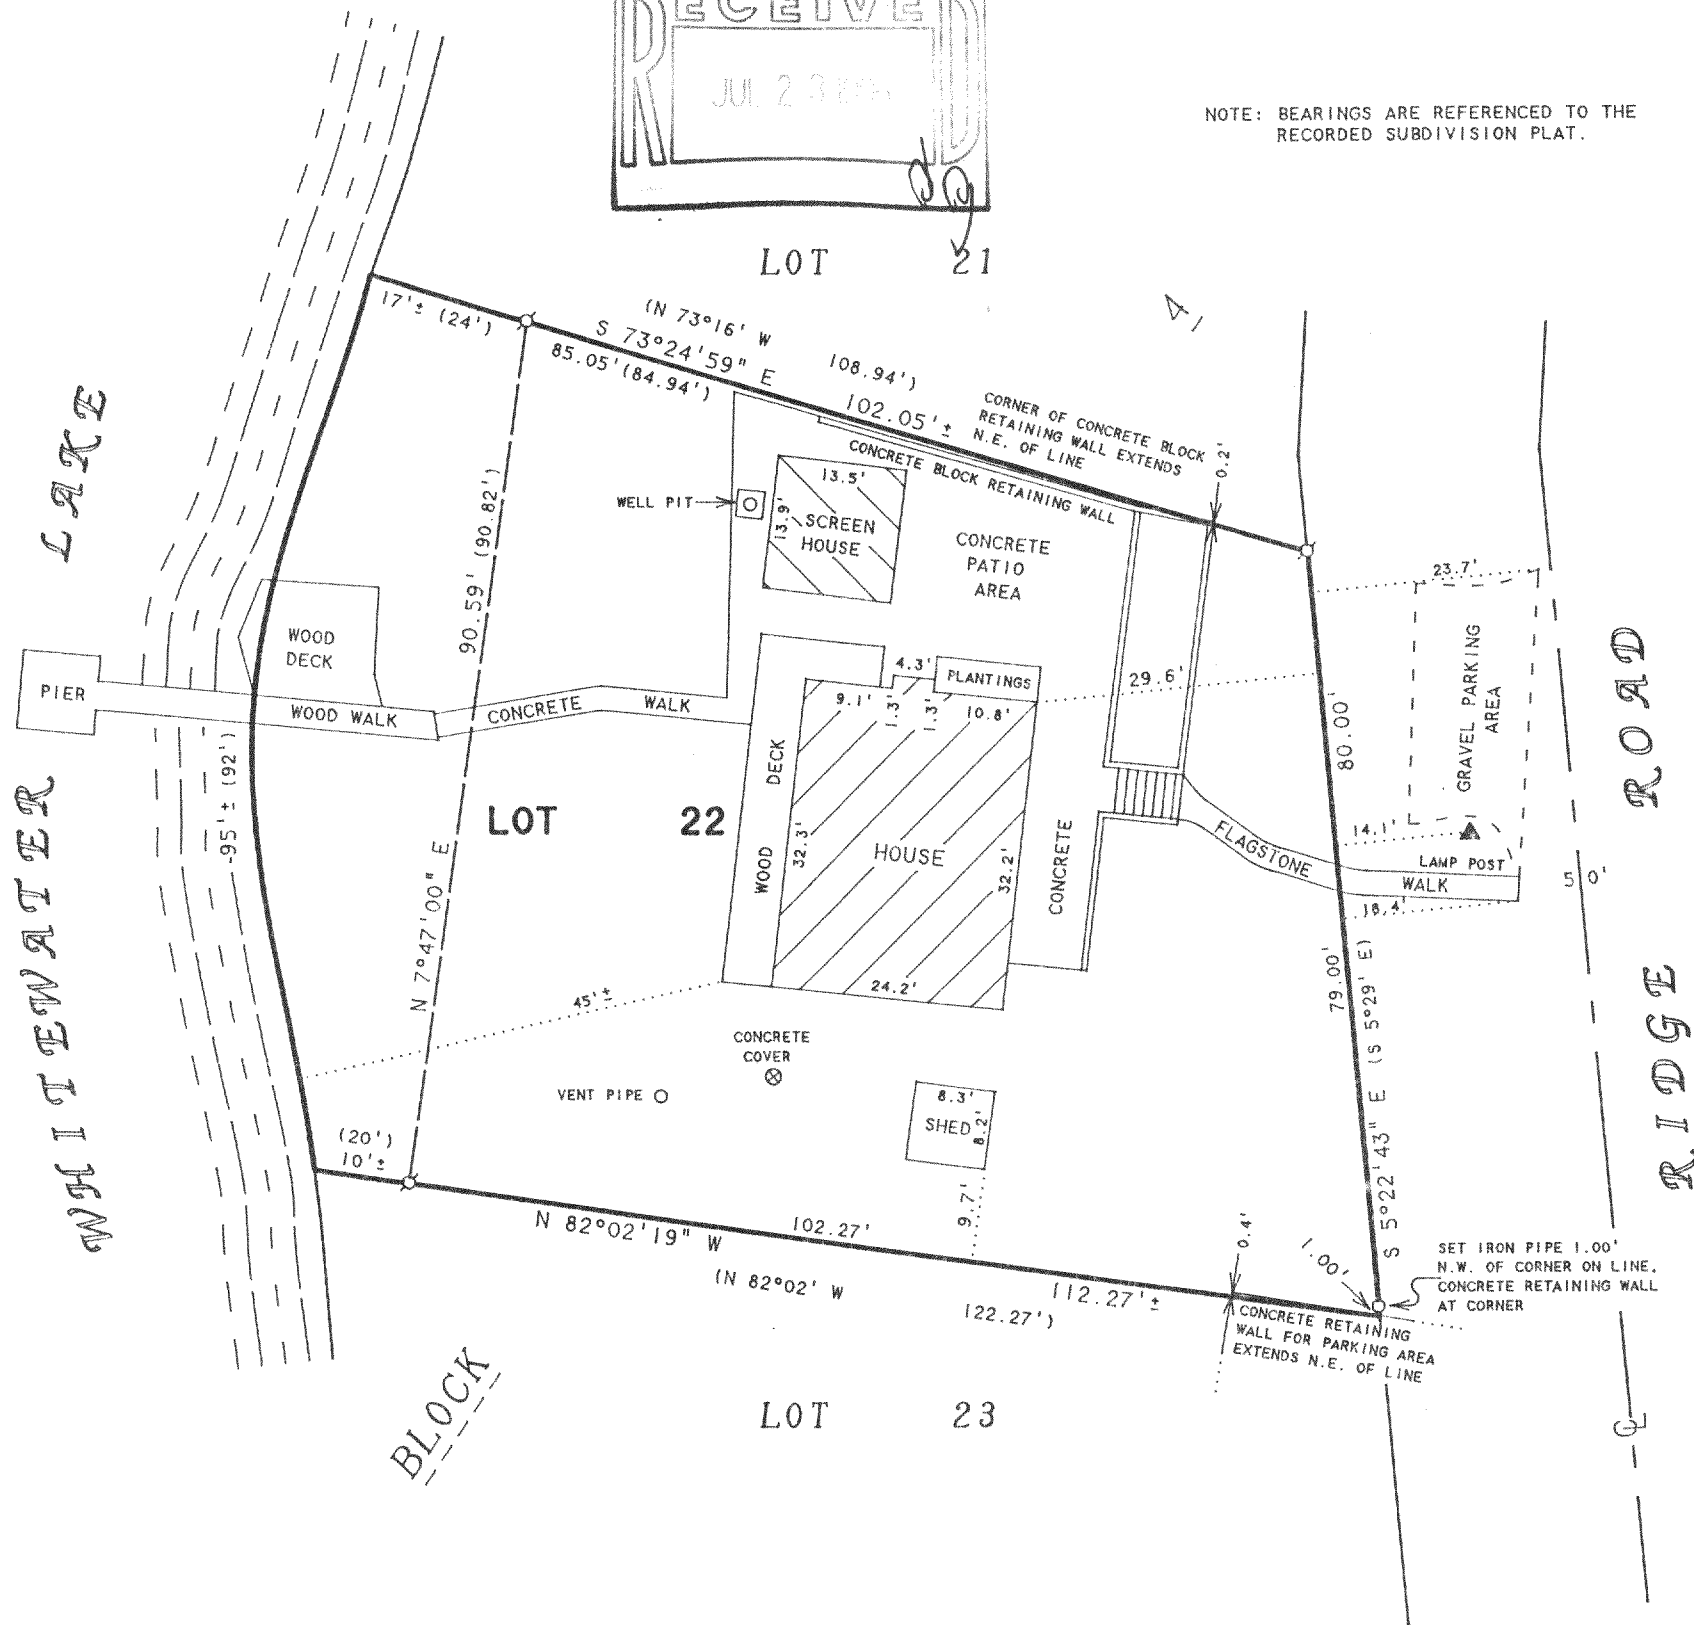 RECEIVED
JUL 23
NOTE: BEARINGS ARE REFERENCED TO THE
RECORDED SUBDIVISION PLAT.
LOT 21
17'± (24')
(N 73°16' W 108.94')
S 73°24'59" E 102.05'±
85.05'(84.94')
CORNER OF CONCRETE BLOCK
RETAINING WALL EXTENDS
N.E. OF LINE
0.2'
CONCRETE BLOCK RETAINING WALL
WELL PIT
13.5'
13.9'
SCREEN
HOUSE
CONCRETE
PATIO
AREA
90.59' (90.82')
N 7°47'00" E
WOOD
DECK
PIER
WOOD WALK
CONCRETE WALK
95'± (92')
WHITEWATER LAKE
LOT 22
4.3'
PLANTINGS
9.1'
1.3'
1.3'
10.8'
29.6'
WOOD DECK
32.3'
HOUSE
32.2'
24.2'
CONCRETE
FLAGSTONE WALK
23.7'
GRAVEL PARKING
AREA
14.1'
LAMP POST
18.4'
50'
80.00'
79.00'
S 5°22'43" E (S 5°29' E)
RIDGE ROAD
45'±
CONCRETE
COVER
VENT PIPE
8.3'
SHED
8.2'
9.7'
(20')
10'±
N 82°02'19" W
102.27'
(N 82°02' W 122.27')
112.27'±
0.4'
1.00'
SET IRON PIPE 1.00'
N.W. OF CORNER ON LINE.
CONCRETE RETAINING WALL
AT CORNER
CONCRETE RETAINING
WALL FOR PARKING AREA
EXTENDS N.E. OF LINE
BLOCK
LOT 23